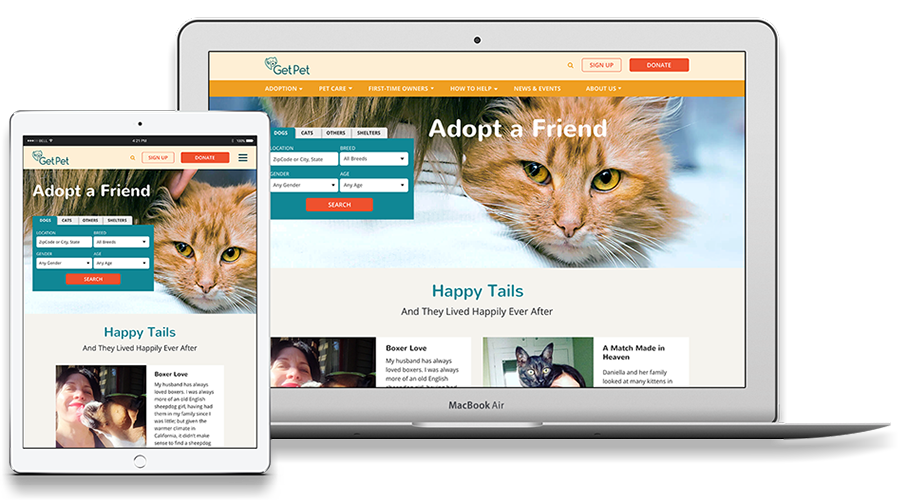 GetPet
SIGN UP
DONATE
ADOPTION
PET CARE
FIRST-TIME OWNERS
HOW TO HELP
NEWS & EVENTS
ABOUT US
Adopt a Friend
DOGS
CATS
OTHERS
SHELTERS
LOCATION
BREED
ZipCode or City, State
All Breeds
GENDER
AGE
Any Gender
Any Age
SEARCH
Happy Tails
And They Lived Happily Ever After
Boxer Love
My husband has always
loved boxers. I was always
more of an old English
A Match Made in
Heaven
Daniella and her family
looked at many kittens in
MacBook Air
4:21 PM
100%
GetPet
SIGN UP
DONATE
Adopt a Friend
DOGS
CATS
OTHERS
SHELTERS
LOCATION
BREED
ZipCode or City, State
All Breeds
GENDER
AGE
Any Gender
Any Age
SEARCH
Happy Tails
And They Lived Happily Ever After
Boxer Love
My husband has always
loved boxers. I was always
more of an old English
sheepdog girl, having had
them in my family since I
was little; but given the
warmer climate in
California, it didn't make
sense to find a sheepdog